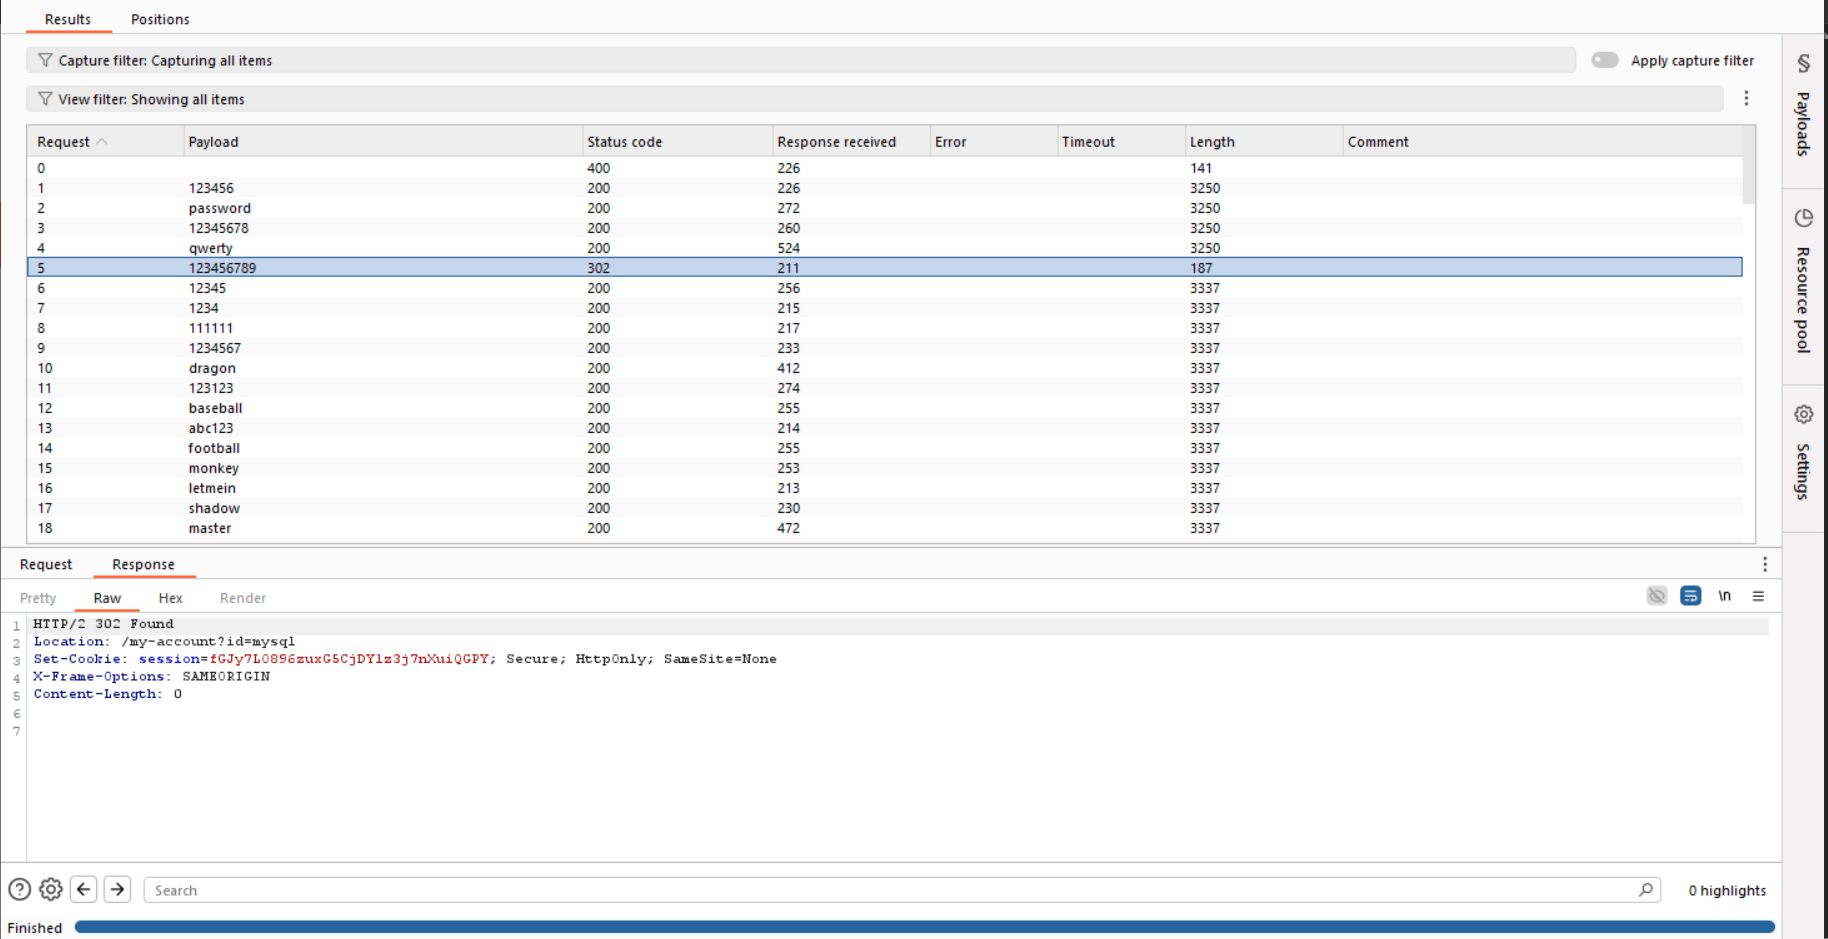 Results Positions
Capture filter: Capturing all items Apply capture filter
View filter: Showing all items
Request Payload Status code Response received Error Timeout Length Comment
0 400 226 141
1 123456 200 226 3250
2 password 200 272 3250
3 12345678 200 260 3250
4 qwerty 200 524 3250
5 123456789 302 211 187
6 12345 200 256 3337
7 1234 200 215 3337
8 111111 200 217 3337
9 1234567 200 233 3337
10 dragon 200 412 3337
11 123123 200 274 3337
12 baseball 200 255 3337
13 abc123 200 214 3337
14 football 200 255 3337
15 monkey 200 253 3337
16 letmein 200 213 3337
17 shadow 200 230 3337
18 master 200 472 3337
Payloads
Resource pool
Settings
Request Response
Pretty Raw Hex Render \n
1 HTTP/2 302 Found
2 Location: /my-account?id=mysql
3 Set-Cookie: session=fGJy7L0896zuxG5CjDYlz3j7nXuiQGPY; Secure; HttpOnly; SameSite=None
4 X-Frame-Options: SAMEORIGIN
5 Content-Length: 0
6
7
Search 0 highlights
Finished